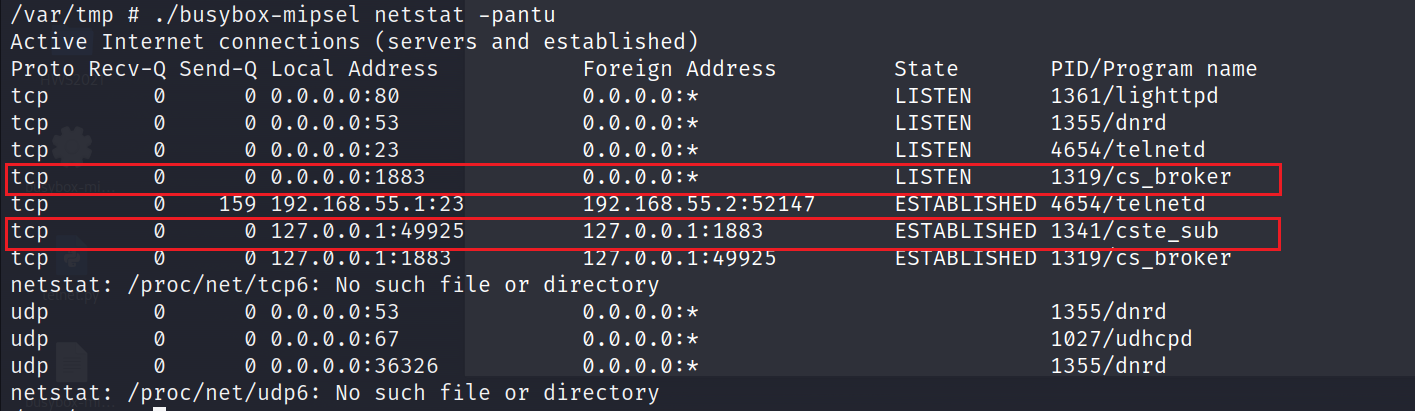 /var/tmp # ./busybox-mipsel netstat -pantu
Active Internet connections (servers and established)
Proto Recv-Q Send-Q Local Address           Foreign Address         State       PID/Program name
tcp        0      0 0.0.0.0:80              0.0.0.0:*               LISTEN      1361/lighttpd
tcp        0      0 0.0.0.0:53              0.0.0.0:*               LISTEN      1355/dnrd
tcp        0      0 0.0.0.0:23              0.0.0.0:*               LISTEN      4654/telnetd
tcp        0      0 0.0.0.0:1883            0.0.0.0:*               LISTEN      1319/cs_broker
tcp        0    159 192.168.55.1:23         192.168.55.2:52147      ESTABLISHED 4654/telnetd
tcp        0      0 127.0.0.1:49925         127.0.0.1:1883          ESTABLISHED 1341/cste_sub
tcp        0      0 127.0.0.1:1883          127.0.0.1:49925         ESTABLISHED 1319/cs_broker
netstat: /proc/net/tcp6: No such file or directory
udp        0      0 0.0.0.0:53              0.0.0.0:*                           1355/dnrd
udp        0      0 0.0.0.0:67              0.0.0.0:*                           1027/udhcpd
udp        0      0 0.0.0.0:36326           0.0.0.0:*                           1355/dnrd
netstat: /proc/net/udp6: No such file or directory